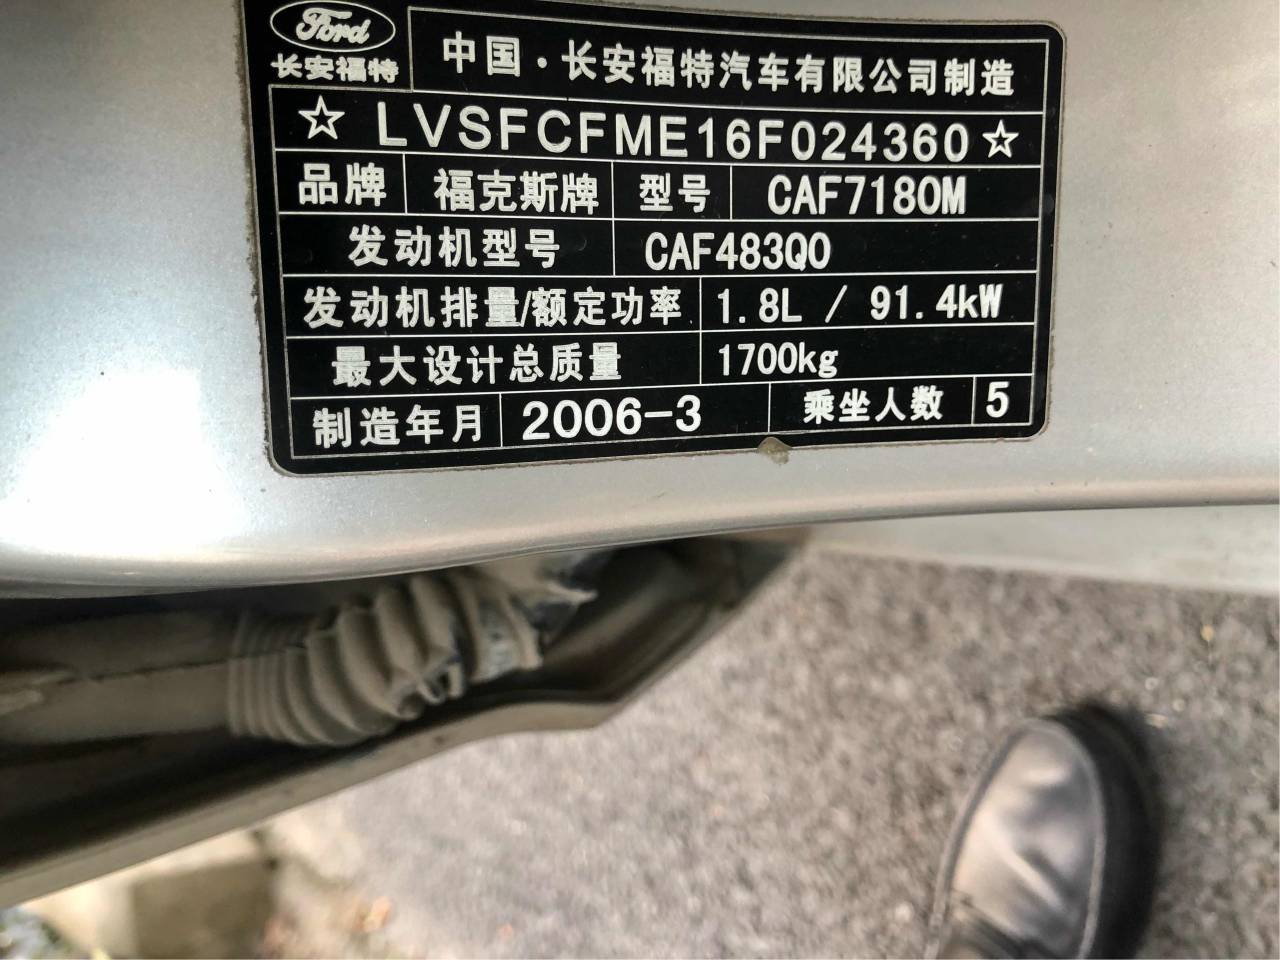 Ford
长安福特
中国·长安福特汽车有限公司制造
☆ LVSFCFME16F024360 ☆
品牌 福克斯牌 型号 CAF7180M
发动机型号 CAF483Q0
发动机排量/额定功率 1.8L / 91.4kW
最大设计总质量 1700kg
制造年月 2006-3 乘坐人数 5